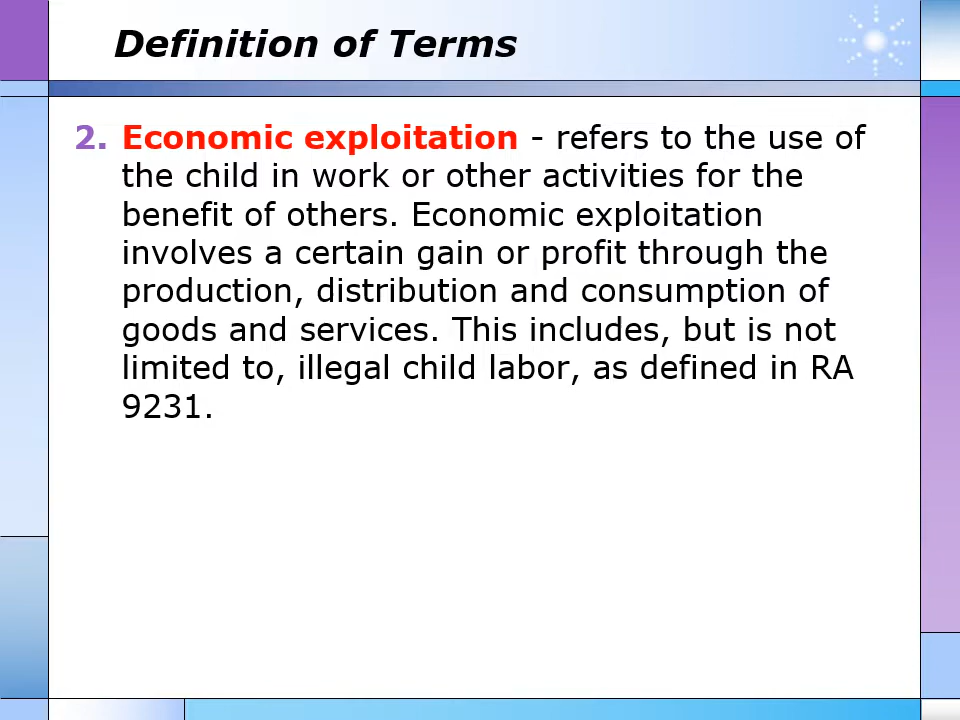 Definition of Terms
2. Economic exploitation - refers to the use of
the child in work or other activities for the
benefit of others. Economic exploitation
involves a certain gain or profit through the
production, distribution and consumption of
goods and services. This includes, but is not
limited to, illegal child labor, as defined in RA
9231.